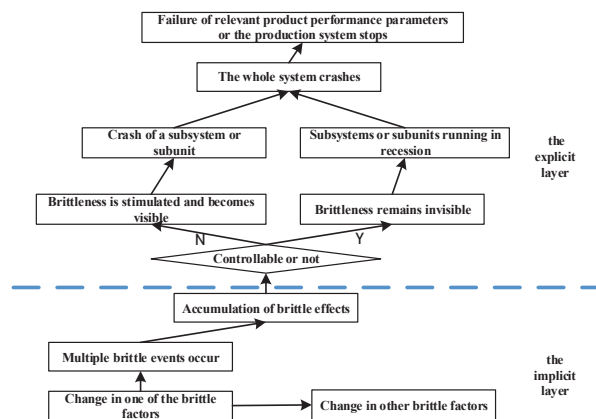 Failure of relevant product performance parameters
or the production system stops
The whole system crashes
Crash of a subsystem or
subunit
Subsystems or subunits running in
recession
the
explicit
layer
Brittleness is stimulated and becomes
visible
Brittleness remains invisible
N
Y
Controllable or not
Accumulation of brittle effects
Multiple brittle events occur
the
implicit
layer
Change in one of the brittle
factors
Change in other brittle factors